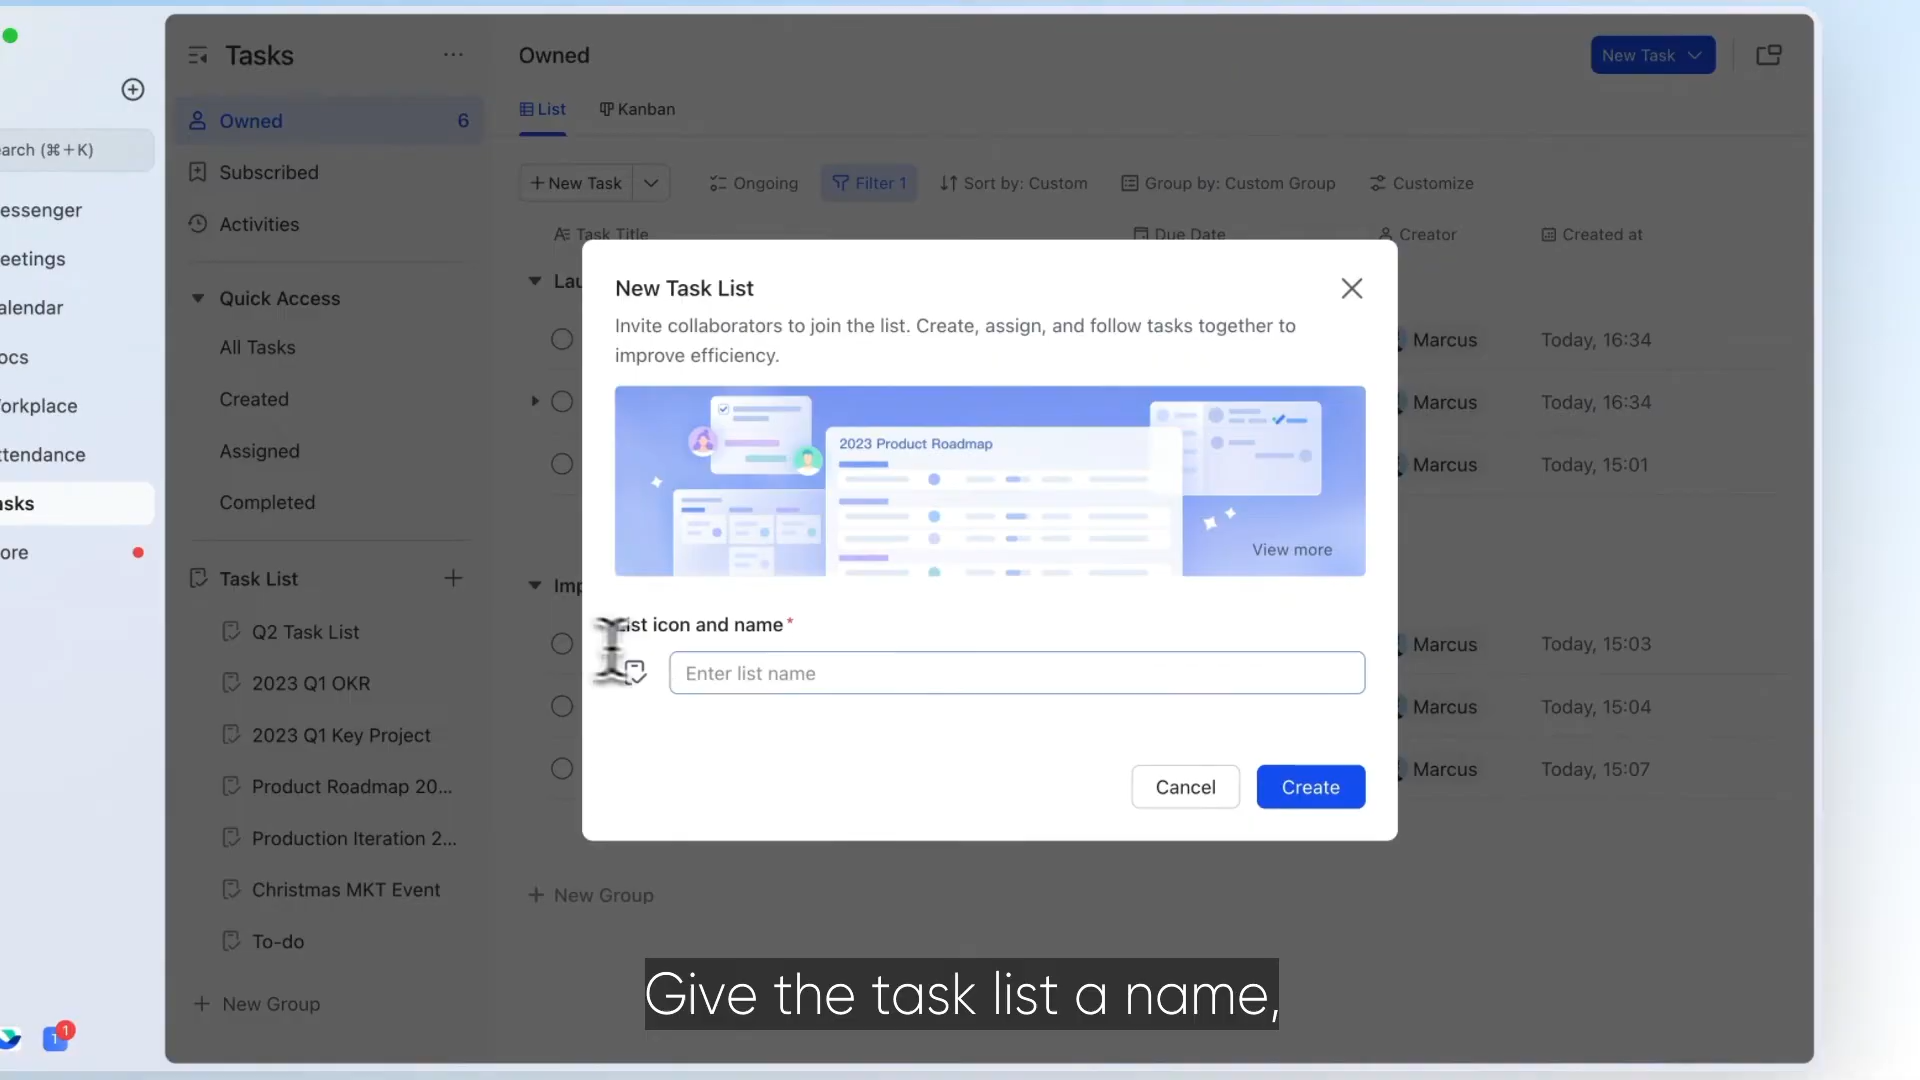 earch (⌘+K)
essenger
eetings
alendar
ocs
orkplace
ttendance
asks
ore
1
1
Tasks
...
Owned 6
Subscribed
Activities
Quick Access
All Tasks
Created
Assigned
Completed
Task List
Q2 Task List
2023 Q1 OKR
2023 Q1 Key Project
Product Roadmap 20...
Production Iteration 2...
Christmas MKT Event
To-do
New Group
Owned
New Task
List Kanban
New Task Ongoing Filter 1 Sort by: Custom Group by: Custom Group Customize
Task Title Due Date Creator Created at
Lau
Marcus Today, 16:34
Marcus Today, 16:34
Marcus Today, 15:01
Imp
Marcus Today, 15:03
Marcus Today, 15:04
Marcus Today, 15:07
New Group
New Task List
Invite collaborators to join the list. Create, assign, and follow tasks together to
improve efficiency.
2023 Product Roadmap
View more
ist icon and name*
Enter list name
Cancel Create
Give the task list a name,